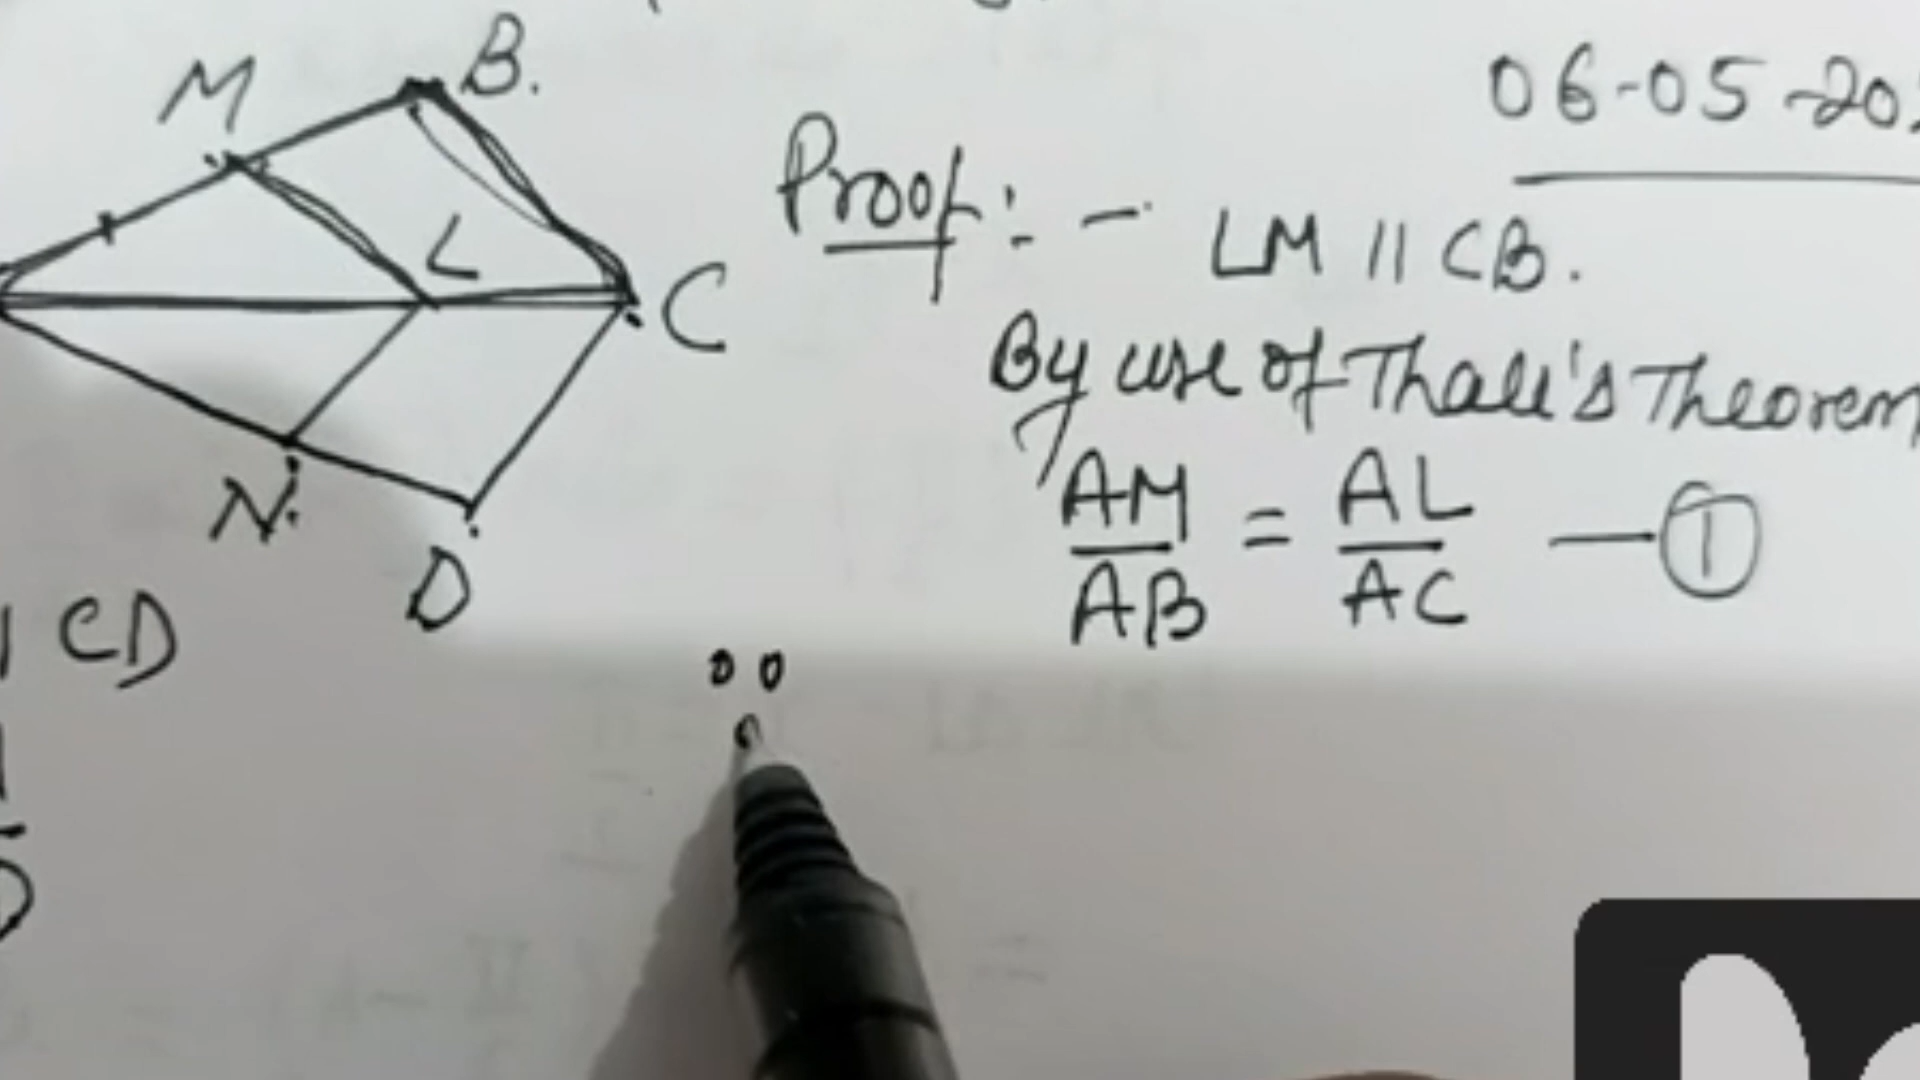 M
B.
06-05-20
Proof:- LM || CB.
L
C
By use of Thale's Theorem
AM/AB = AL/AC — ①
N
D
CD